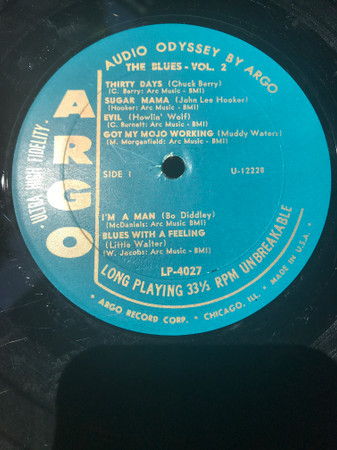 AUDIO ODYSSEY BY ARGO
THE BLUES - VOL. 2
THIRTY DAYS (Chuck Berry)
(C. Berry: Arc Music - BMI)
SUGAR MAMA (John Lee Hooker)
(Hooker: Arc Music - BMI)
EVIL (Howlin' Wolf)
(C. Burnett: Arc Music - BMI)
GOT MY MOJO WORKING (Muddy Waters)
(M. Morganfield: Arc Music - BMI)
ARGO
· ULTRA HIGH FIDELITY ·
SIDE 1
U-12228
I'M A MAN (Bo Diddley)
(McDaniels: Arc Music - BMI)
BLUES WITH A FEELING
(Little Walter)
(W. Jacobs: Arc Music - BMI)
LP-4027
LONG PLAYING 33⅓ RPM UNBREAKABLE
· ARGO RECORD CORP. · CHICAGO, ILL. · MADE IN U.S.A. ·